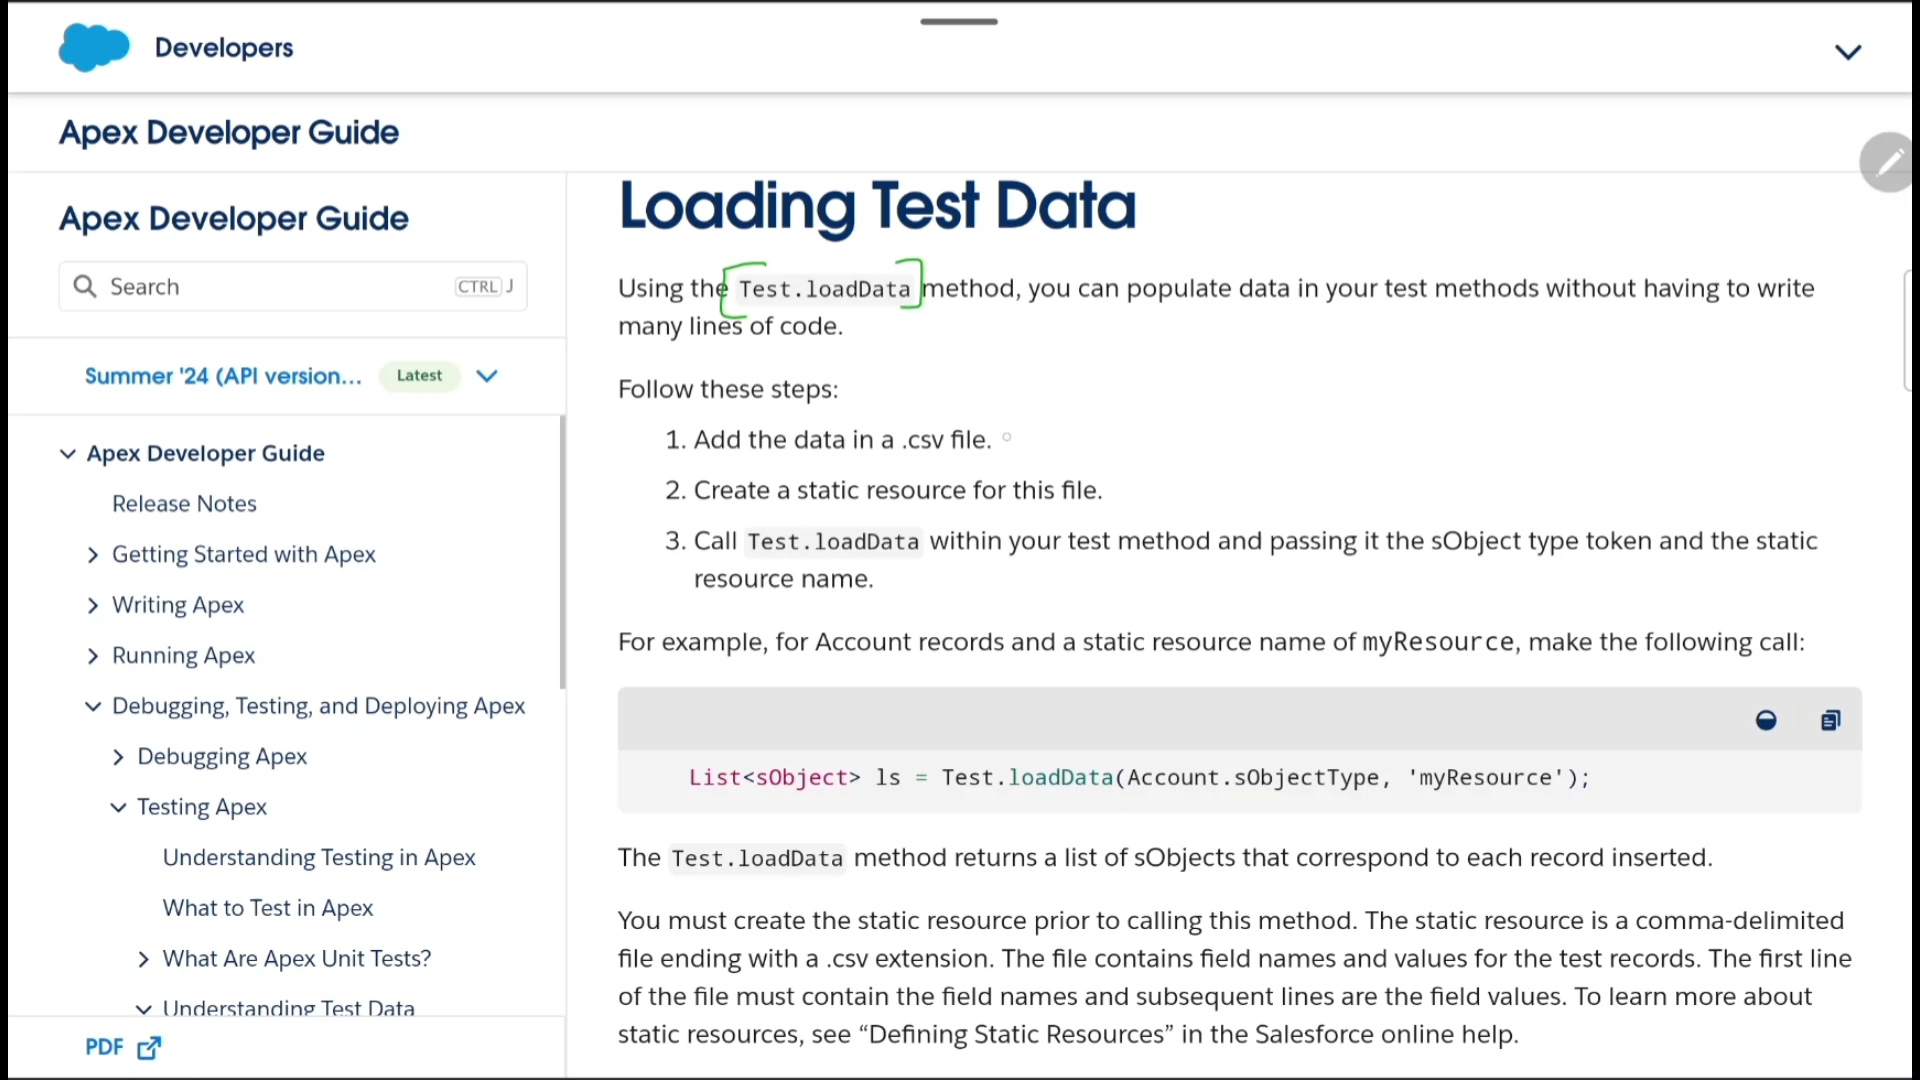 Developers
Apex Developer Guide
Apex Developer Guide
Search CTRL J
Summer '24 (API version... Latest
Apex Developer Guide
Release Notes
Getting Started with Apex
Writing Apex
Running Apex
Debugging, Testing, and Deploying Apex
Debugging Apex
Testing Apex
Understanding Testing in Apex
What to Test in Apex
What Are Apex Unit Tests?
Understanding Test Data
PDF
Loading Test Data
Using the Test.loadData method, you can populate data in your test methods without having to write
many lines of code.
Follow these steps:
1. Add the data in a .csv file.
2. Create a static resource for this file.
3. Call Test.loadData within your test method and passing it the sObject type token and the static
resource name.
For example, for Account records and a static resource name of myResource, make the following call:
List<sObject> ls = Test.loadData(Account.sObjectType, 'myResource');
The Test.loadData method returns a list of sObjects that correspond to each record inserted.
You must create the static resource prior to calling this method. The static resource is a comma-delimited
file ending with a .csv extension. The file contains field names and values for the test records. The first line
of the file must contain the field names and subsequent lines are the field values. To learn more about
static resources, see “Defining Static Resources” in the Salesforce online help.